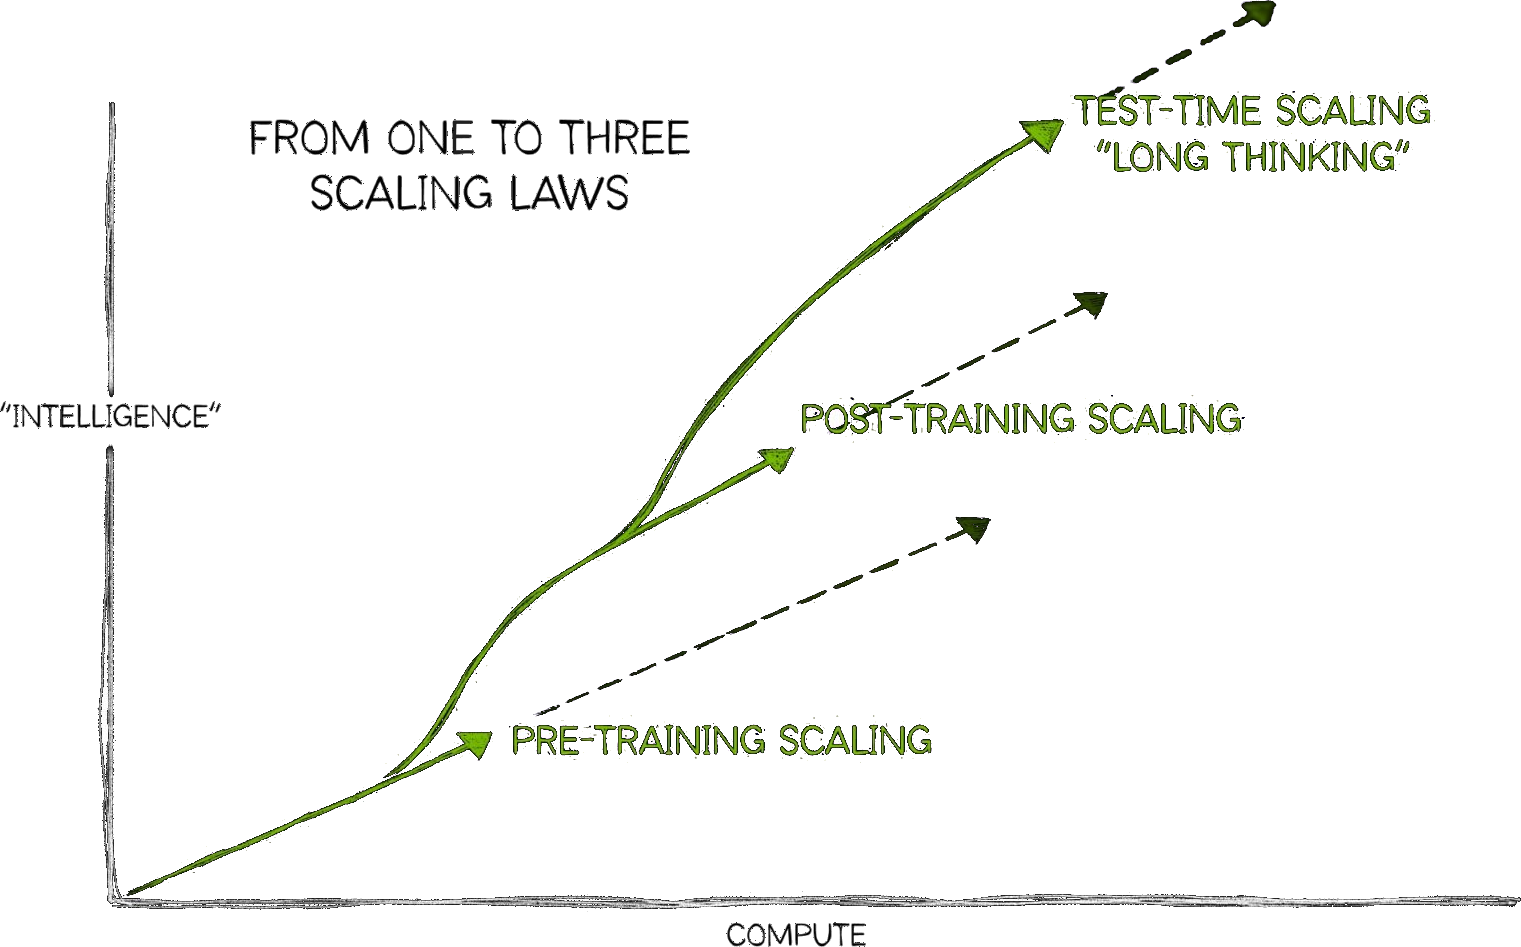 FROM ONE TO THREE
SCALING LAWS
TEST-TIME SCALING
"LONG THINKING"
"INTELLIGENCE"
POST-TRAINING SCALING
PRE-TRAINING SCALING
COMPUTE